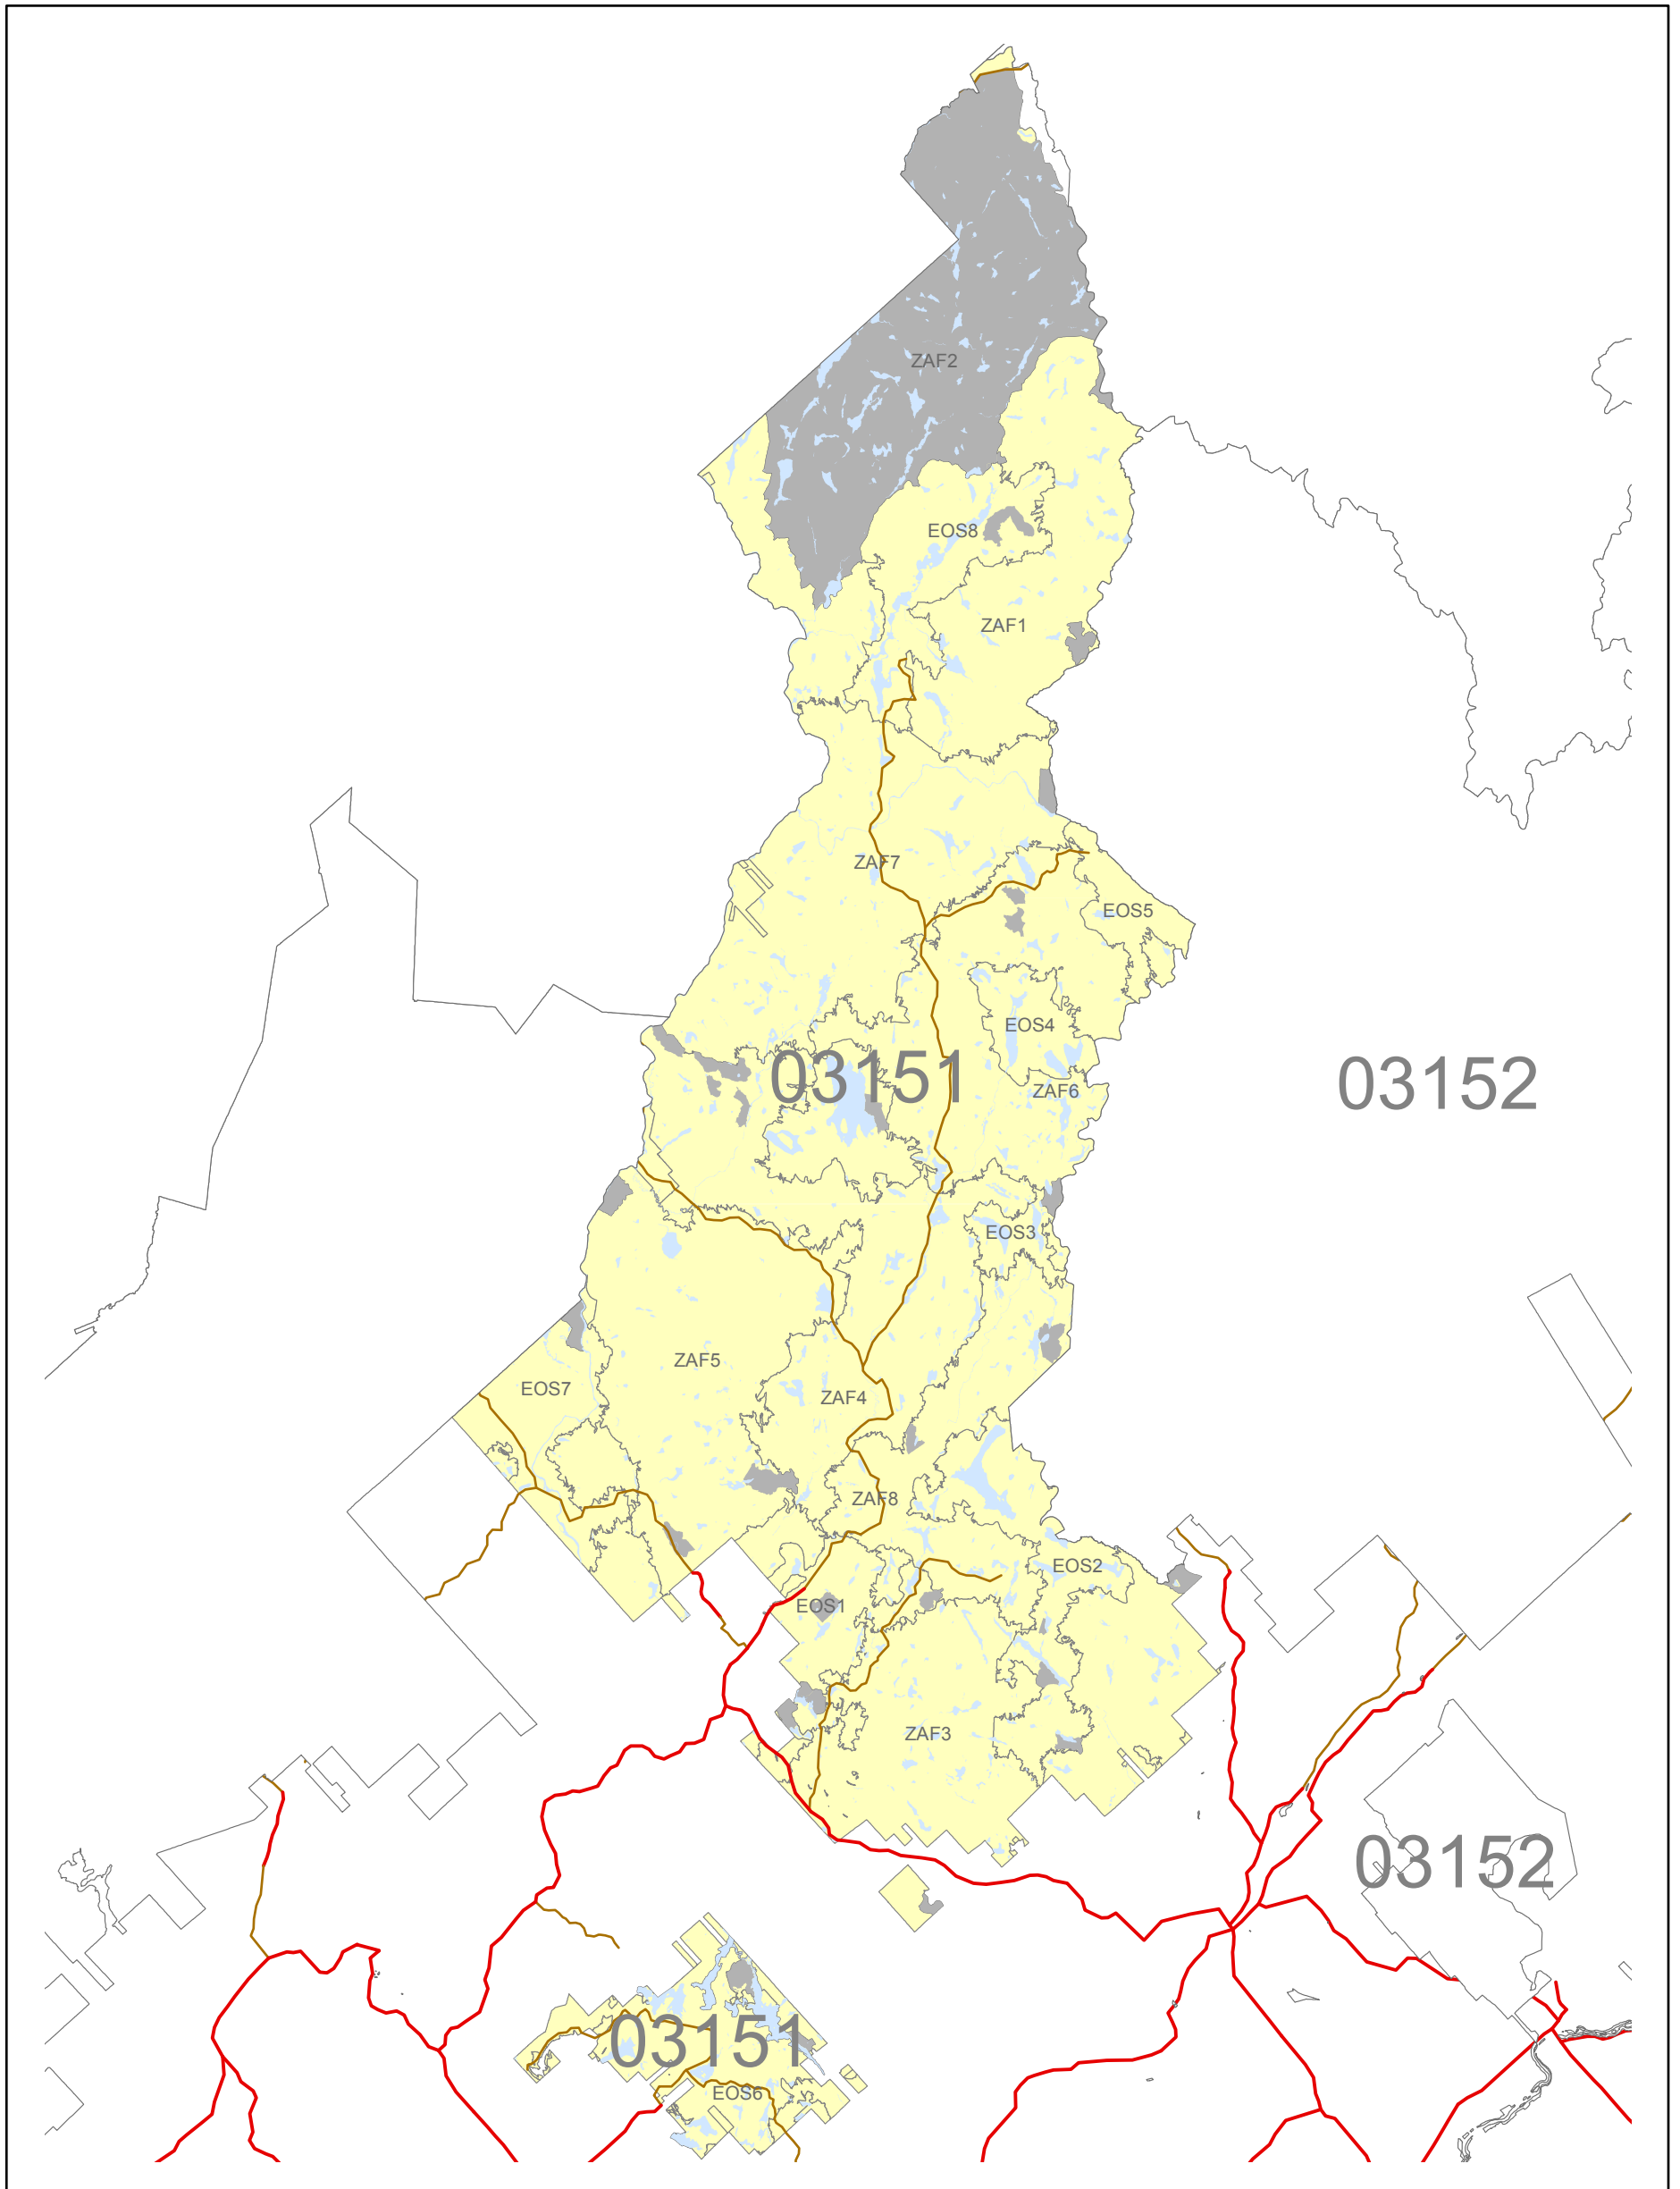 ZAF2
EOS8
ZAF1
ZAF7
EOS5
EOS4
03151
03152
ZAF6
EOS3
ZAF5
EOS7
ZAF4
ZAF8
EOS2
EOS1
ZAF3
03152
03151
EOS6